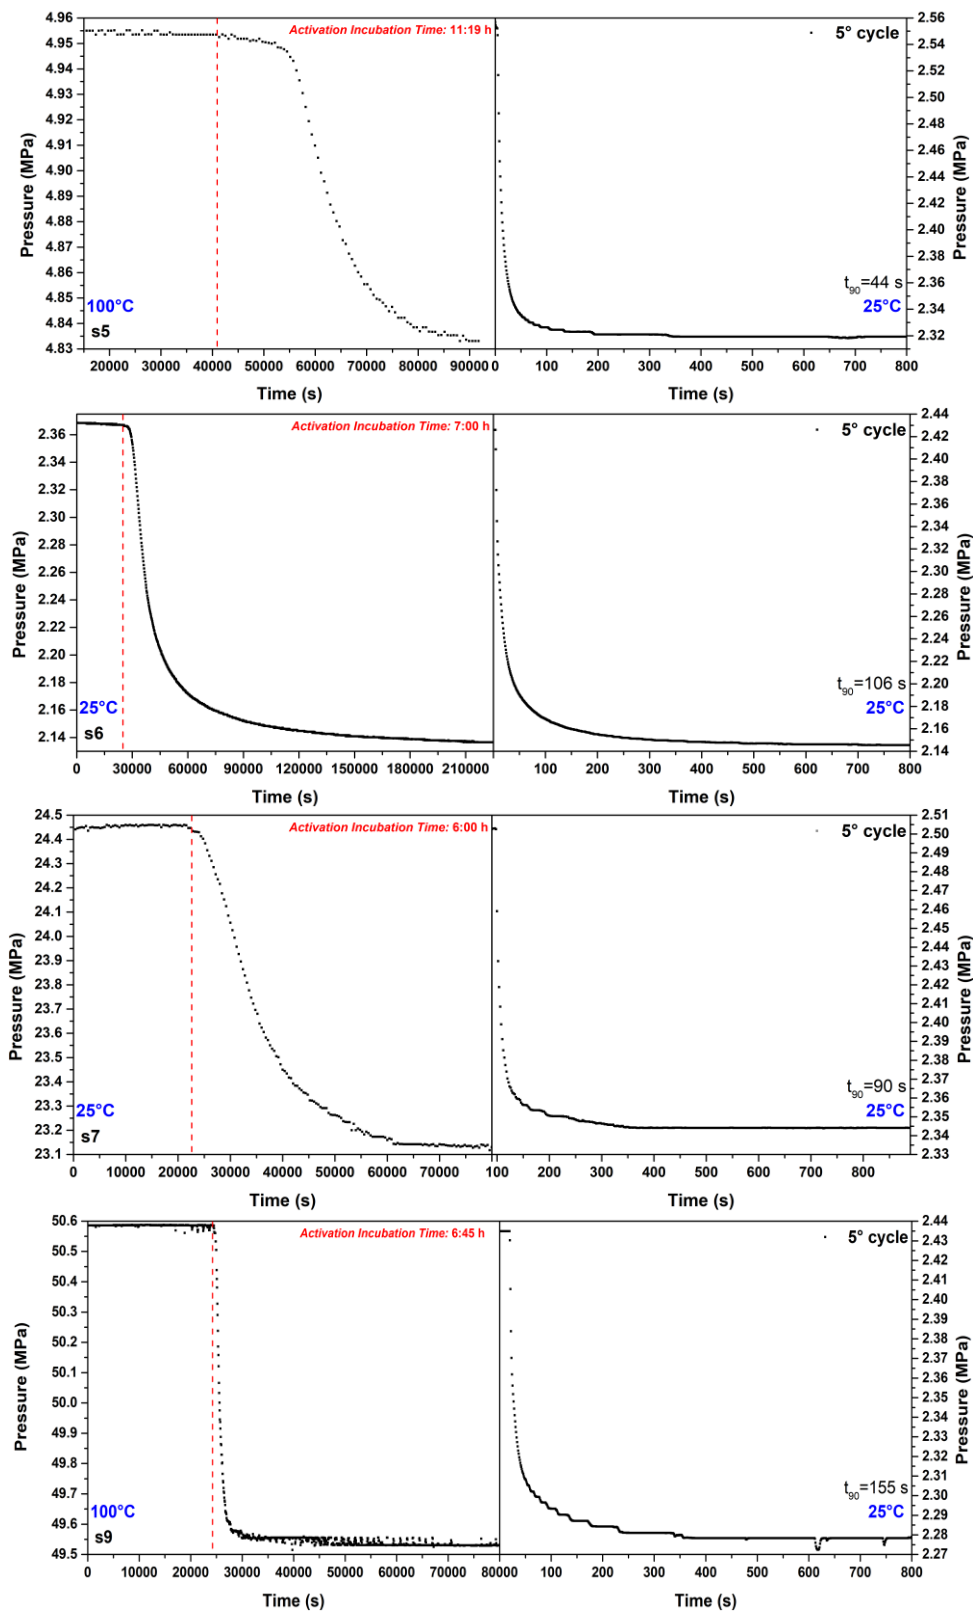 4.96
4.95
4.94
4.93
4.92
4.91
4.90
4.89
4.88
4.87
4.86
4.85
4.84
4.83
Pressure (MPa)
Activation Incubation Time: 11:19 h
100°C
s5
20000 30000 40000 50000 60000 70000 80000 90000
Time (s)
5° cycle
t90=44 s
25°C
0 100 200 300 400 500 600 700 800
Time (s)
2.56
2.54
2.52
2.50
2.48
2.46
2.44
2.42
2.40
2.38
2.36
2.34
2.32
Pressure (MPa)
2.36
2.34
2.32
2.30
2.28
2.26
2.24
2.22
2.20
2.18
2.16
2.14
Pressure (MPa)
Activation Incubation Time: 7:00 h
25°C
s6
0 30000 60000 90000 120000 150000 180000 210000
Time (s)
5° cycle
t90=106 s
25°C
100 200 300 400 500 600 700 800
Time (s)
2.44
2.42
2.40
2.38
2.36
2.34
2.32
2.30
2.28
2.26
2.24
2.22
2.20
2.18
2.16
2.14
Pressure (MPa)
24.5
24.4
24.3
24.2
24.1
24.0
23.9
23.8
23.7
23.6
23.5
23.4
23.3
23.2
23.1
Pressure (MPa)
Activation Incubation Time: 6:00 h
25°C
s7
0 10000 20000 30000 40000 50000 60000 70000
Time (s)
5° cycle
t90=90 s
25°C
100 200 300 400 500 600 700 800
Time (s)
2.51
2.50
2.49
2.48
2.47
2.46
2.45
2.44
2.43
2.42
2.41
2.40
2.39
2.38
2.37
2.36
2.35
2.34
2.33
Pressure (MPa)
50.6
50.5
50.4
50.3
50.2
50.1
50.0
49.9
49.8
49.7
49.6
49.5
Pressure (MPa)
Activation Incubation Time: 6:45 h
100°C
s9
0 10000 20000 30000 40000 50000 60000 70000 80000
Time (s)
5° cycle
t90=155 s
25°C
100 200 300 400 500 600 700 800
Time (s)
2.44
2.43
2.42
2.41
2.40
2.39
2.38
2.37
2.36
2.35
2.34
2.33
2.32
2.31
2.30
2.29
2.28
2.27
Pressure (MPa)